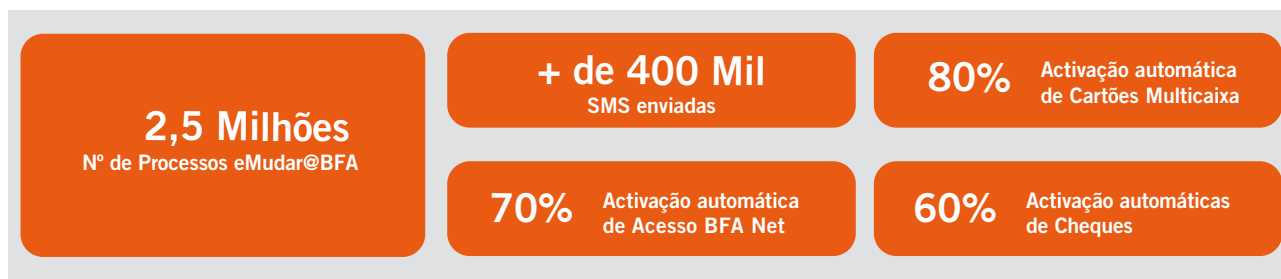 2,5 Milhões
Nº de Processos eMudar@BFA
+ de 400 Mil
SMS enviadas
80%
Activação automática
de Cartões Multicaixa
70%
Activação automática
de Acesso BFA Net
60%
Activação automáticas
de Cheques